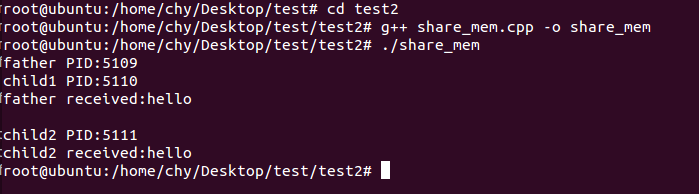 root@ubuntu:/home/chy/Desktop/test# cd test2
root@ubuntu:/home/chy/Desktop/test/test2# g++ share_mem.cpp -o share_mem
root@ubuntu:/home/chy/Desktop/test/test2# ./share_mem
father PID:5109
child1 PID:5110
father received:hello
child2 PID:5111
child2 received:hello
root@ubuntu:/home/chy/Desktop/test/test2#